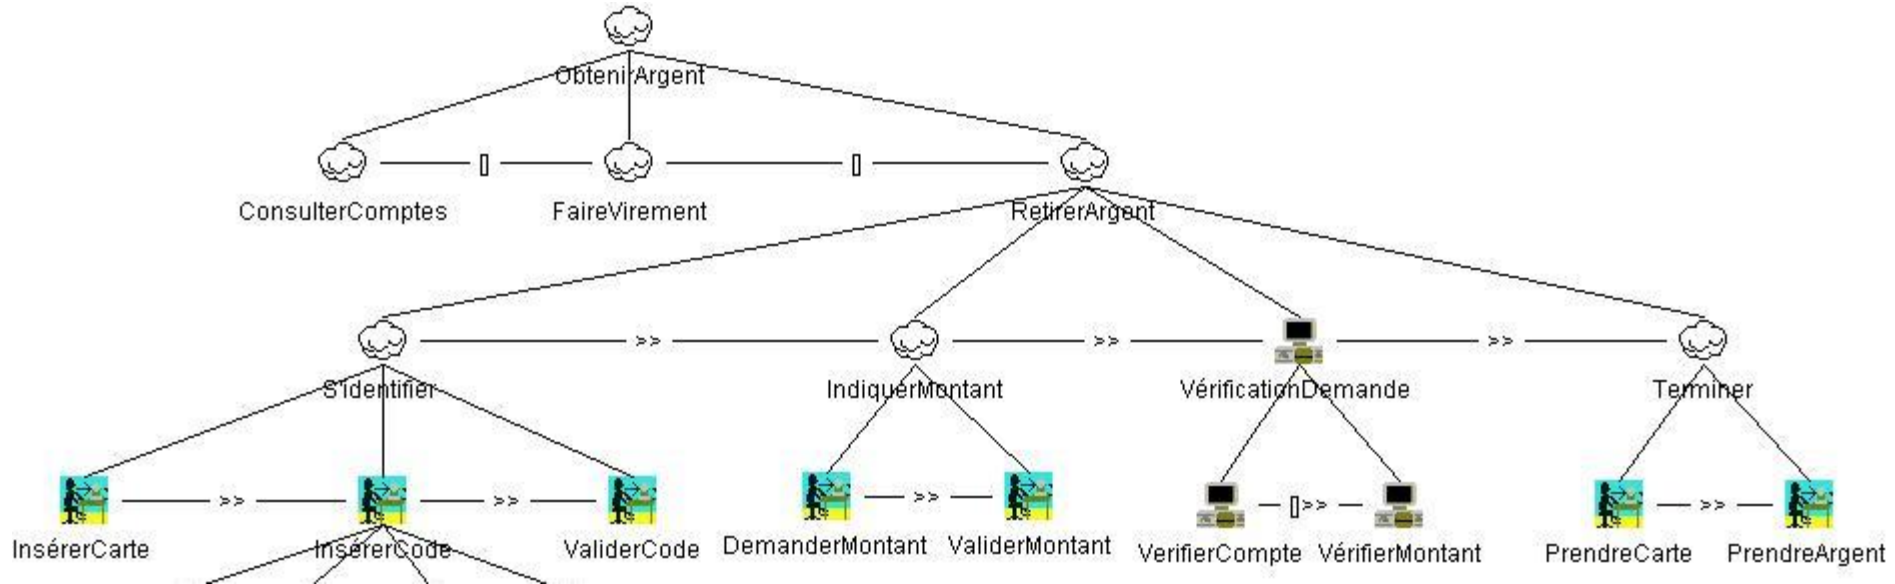 ObtenirArgent
[]
[]
ConsulterComptes
FaireVirement
RetirerArgent
>>
>>
>>
S'identifier
IndiquerMontant
VérificationDemande
Terminer
>>
>>
>>
[]>>
>>
InsérerCarte
InsérerCode
ValiderCode
DemanderMontant
ValiderMontant
VerifierCompte
VérifierMontant
PrendreCarte
PrendreArgent